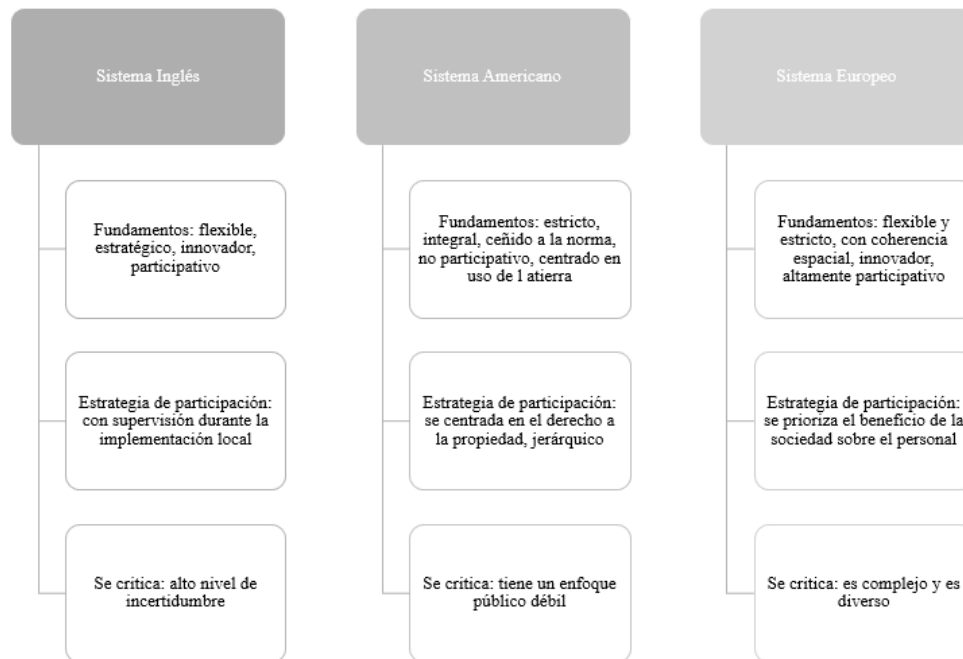 Sistema Inglés
Fundamentos: flexible,
estratégico, innovador,
participativo
Estrategia de participación:
con supervisión durante la
implementación local
Se critica: alto nivel de
incertidumbre
Sistema Americano
Fundamentos: estricto,
integral, ceñido a la norma,
no participativo, centrado en
uso de l atierra
Estrategia de participación:
se centrada en el derecho a
la propiedad, jerárquico
Se critica: tiene un enfoque
público débil
Sistema Europeo
Fundamentos: flexible y
estricto, con coherencia
espacial, innovador,
altamente participativo
Estrategia de participación:
se prioriza el beneficio de la
sociedad sobre el personal
Se critica: es complejo y es
diverso